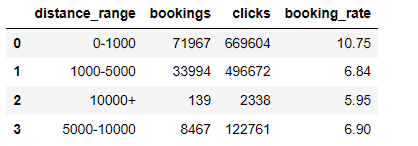 distance_range bookings clicks booking_rate
0 0-1000 71967 669604 10.75
1 1000-5000 33994 496672 6.84
2 10000+ 139 2338 5.95
3 5000-10000 8467 122761 6.90